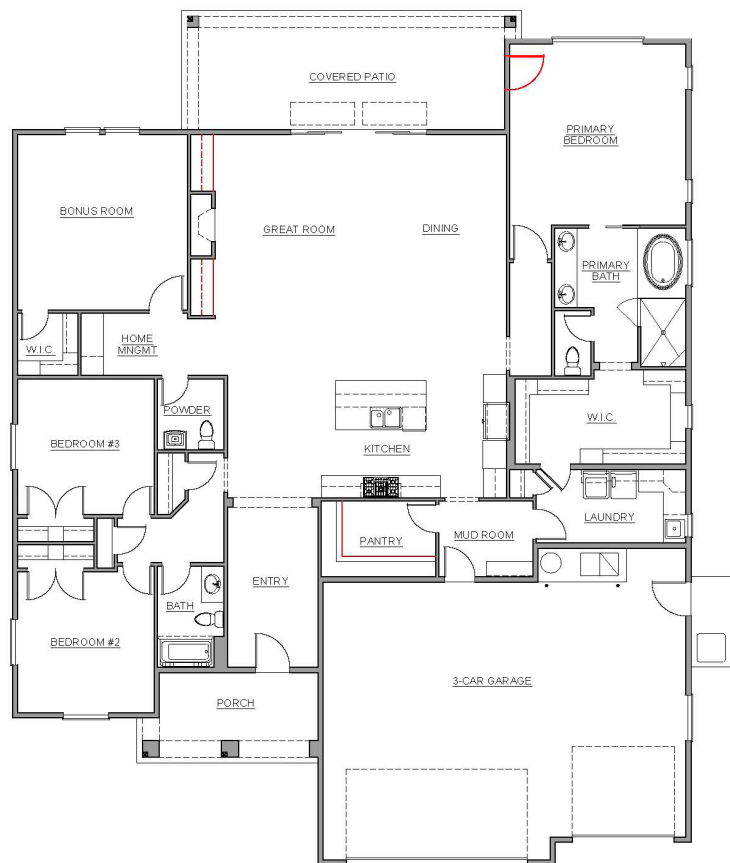 COVERED PATIO
PRIMARY
BEDROOM
BONUS ROOM
GREAT ROOM
DINING
PRIMARY
BATH
HOME
MNGMT
W.I.C.
POWDER
W.I.C.
BEDROOM #3
KITCHEN
LAUNDRY
MUD ROOM
PANTRY
ENTRY
BATH
BEDROOM #2
3-CAR GARAGE
PORCH